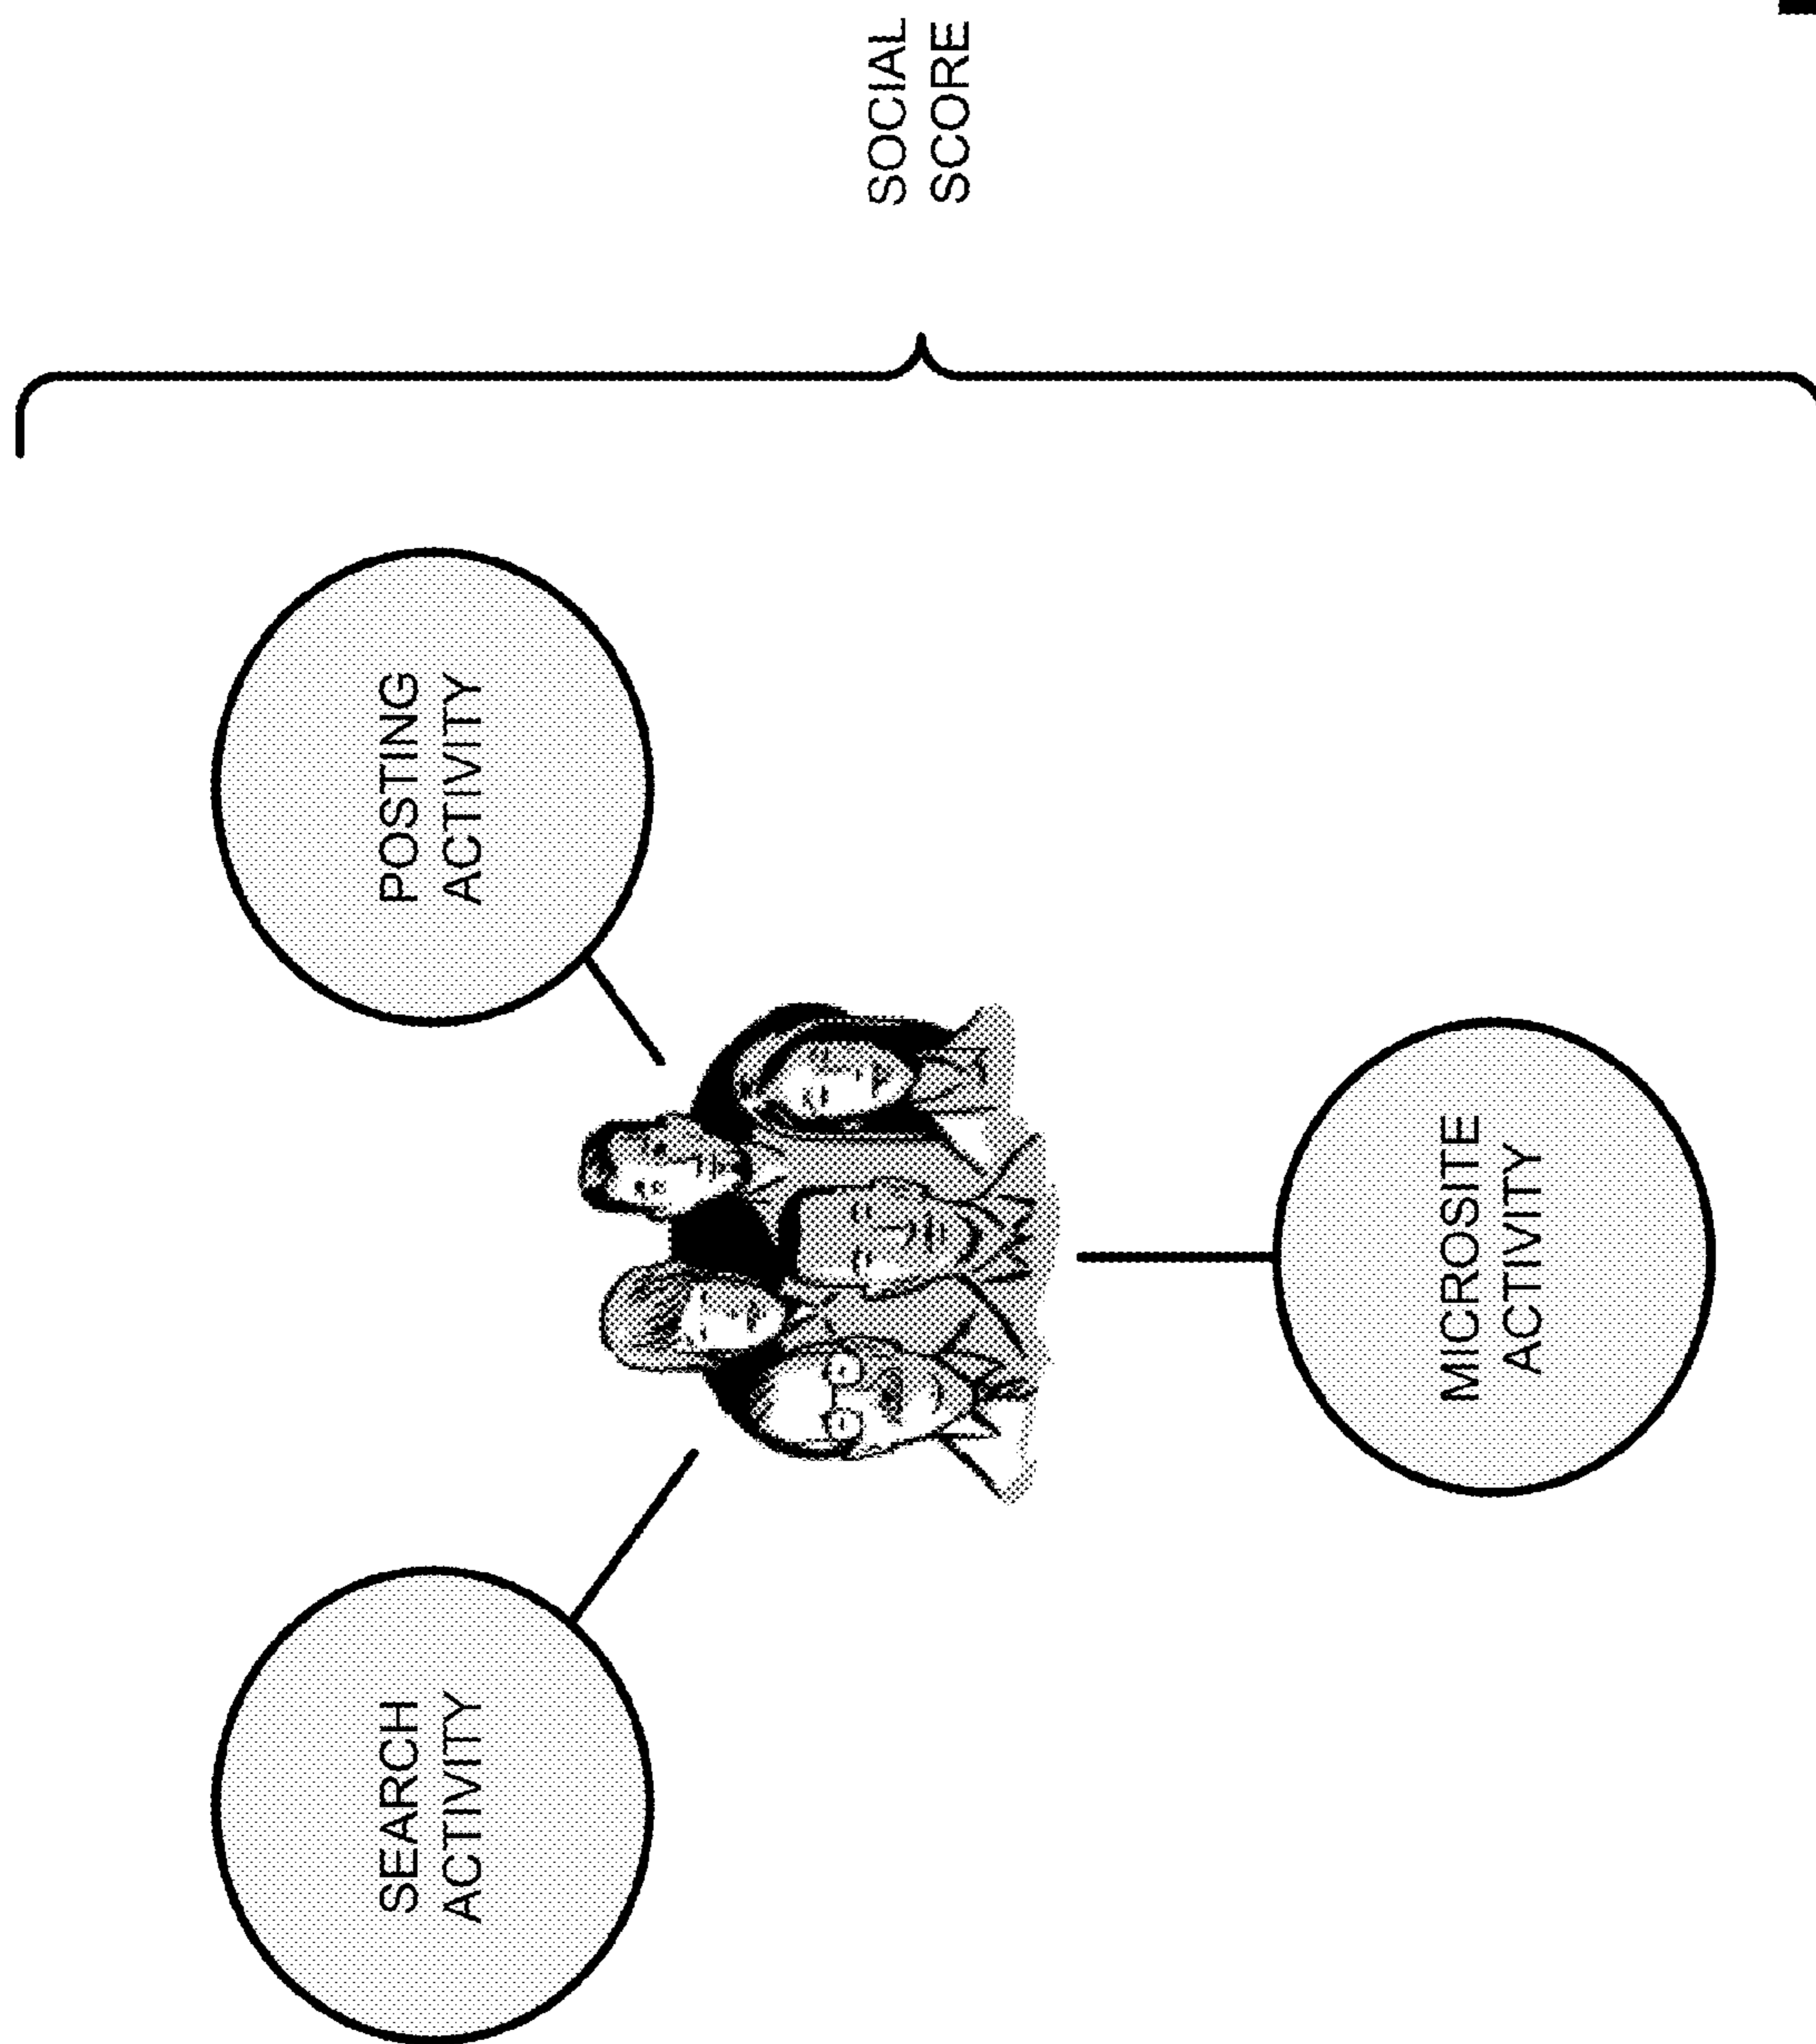 SEARCH
ACTIVITY
POSTING
ACTIVITY
MICROSITE
ACTIVITY
SOCIAL
SCORE